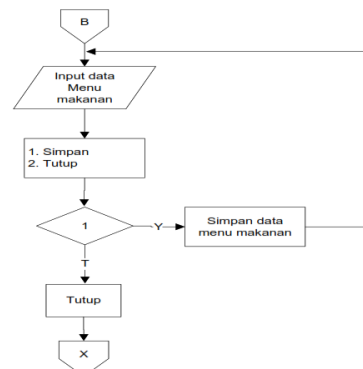 B
Input data
Menu
makanan
1. Simpan
2. Tutup
1
Y
Simpan data
menu makanan
T
Tutup
X